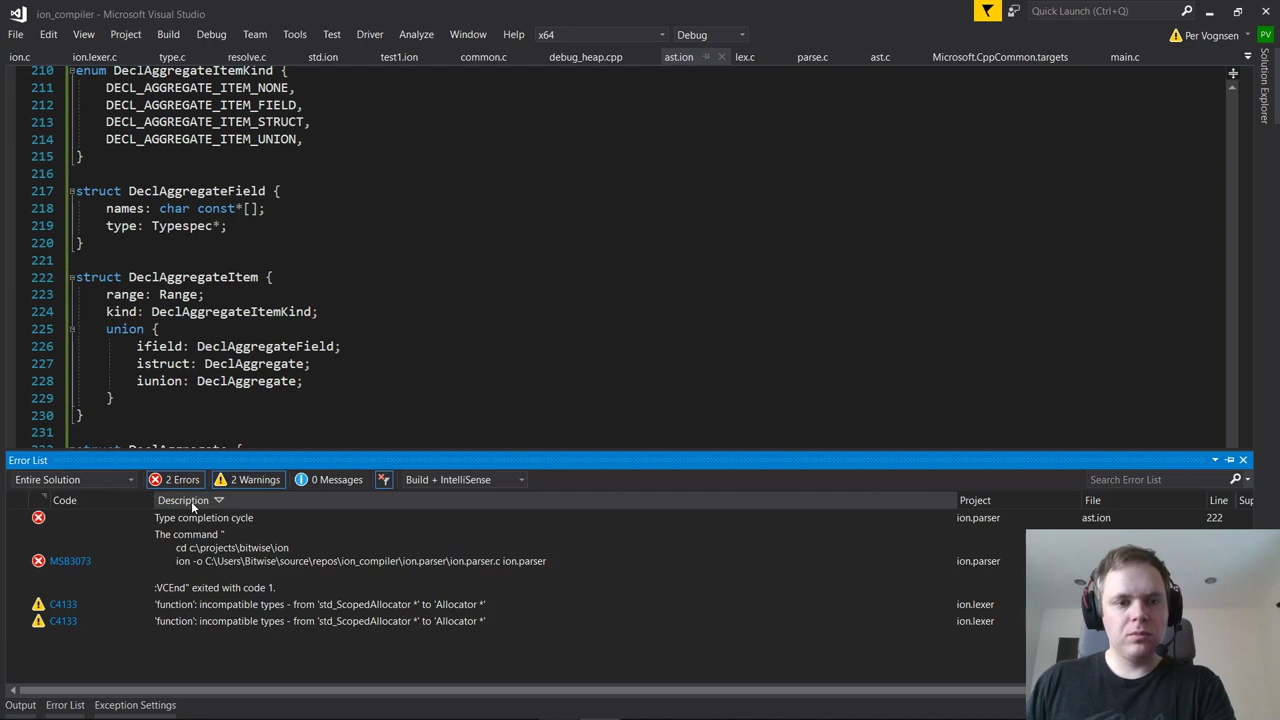 ion_compiler - Microsoft Visual Studio
Quick Launch (Ctrl+Q)
File Edit View Project Build Debug Team Tools Test Driver Analyze Window Help x64 Debug Per Vognsen PV
ion.c ion.lexer.c type.c resolve.c std.ion test1.ion common.c debug_heap.cpp ast.ion lex.c parse.c ast.c Microsoft.CppCommon.targets main.c
Solution Explorer
210 enum DeclAggregateItemKind {
211 DECL_AGGREGATE_ITEM_NONE,
212 DECL_AGGREGATE_ITEM_FIELD,
213 DECL_AGGREGATE_ITEM_STRUCT,
214 DECL_AGGREGATE_ITEM_UNION,
215 }
216
217 struct DeclAggregateField {
218 names: char const*[];
219 type: Typespec*;
220 }
221
222 struct DeclAggregateItem {
223 range: Range;
224 kind: DeclAggregateItemKind;
225 union {
226 ifield: DeclAggregateField;
227 istruct: DeclAggregate;
228 iunion: DeclAggregate;
229 }
230 }
231
Error List
Entire Solution 2 Errors 2 Warnings 0 Messages Build + IntelliSense Search Error List
Code Description Project File Line Sup
Type completion cycle ion.parser ast.ion 222
The command "
cd c:\projects\bitwise\ion
MSB3073 ion -o C:\Users\Bitwise\source\repos\ion_compiler\ion.parser\ion.parser.c ion.parser ion.parser
:VCEnd" exited with code 1.
C4133 'function': incompatible types - from 'std_ScopedAllocator *' to 'Allocator *' ion.lexer
C4133 'function': incompatible types - from 'std_ScopedAllocator *' to 'Allocator *' ion.lexer
Output Error List Exception Settings